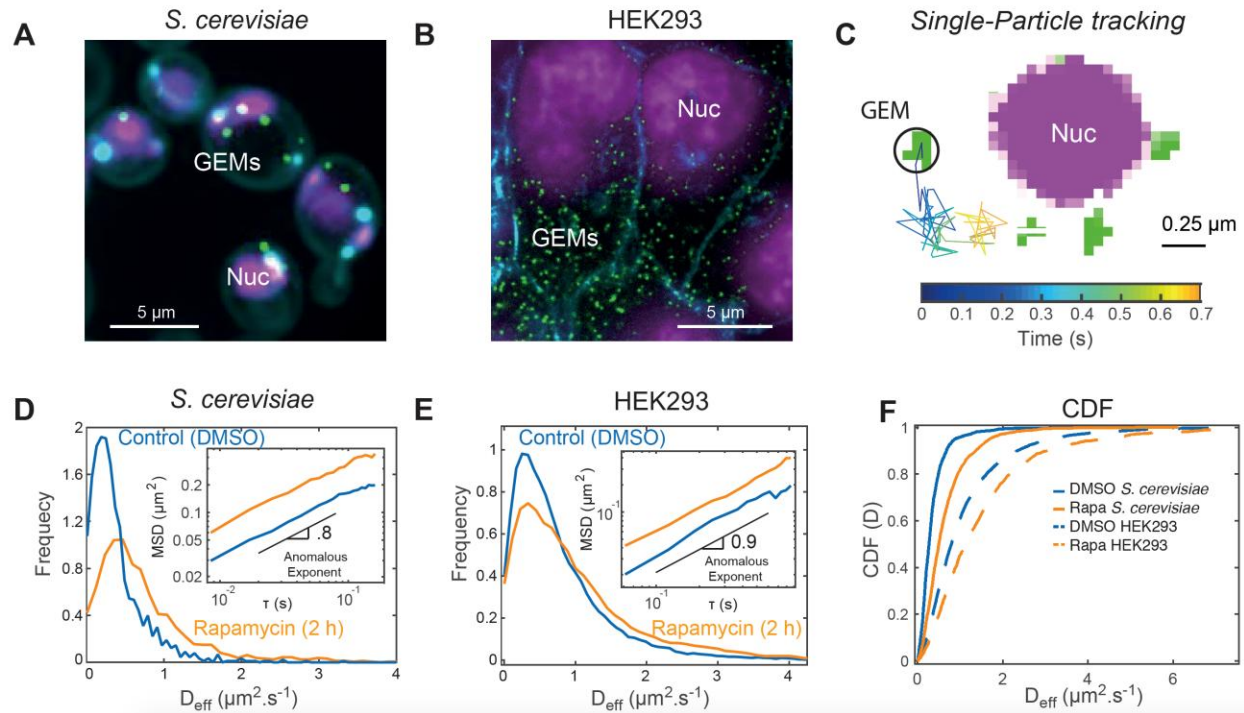 A
S. cerevisiae
GEMs
Nuc
5 µm
B
HEK293
Nuc
GEMs
5 µm
C
Single-Particle tracking
GEM
Nuc
0.25 µm
0 0.1 0.2 0.3 0.4 0.5 0.6 0.7
Time (s)
D
S. cerevisiae
2
1.6
1.2
0.8
0.4
0
Frequecy
Control (DMSO)
MSD (µm²)
0.2
0.1
0.05
0.02
.8
Anomalous
Exponent
10⁻² 10⁻¹
τ (s)
Rapamycin (2 h)
0 1 2 3 4
Deff (µm².s⁻¹)
E
HEK293
1
0.8
0.6
0.4
0.2
0
Frequency
Control (DMSO)
MSD (µm²)
10⁻¹
0.9
Anomalous
Exponent
10⁻¹
τ (s)
Rapamycin (2 h)
0 1 2 3 4
Deff (µm².s⁻¹)
F
CDF
1
0.8
0.6
0.4
0.2
0
CDF (D)
DMSO S. cerevisiae
Rapa S. cerevisiae
DMSO HEK293
Rapa HEK293
0 2 4 6
Deff (µm².s⁻¹)